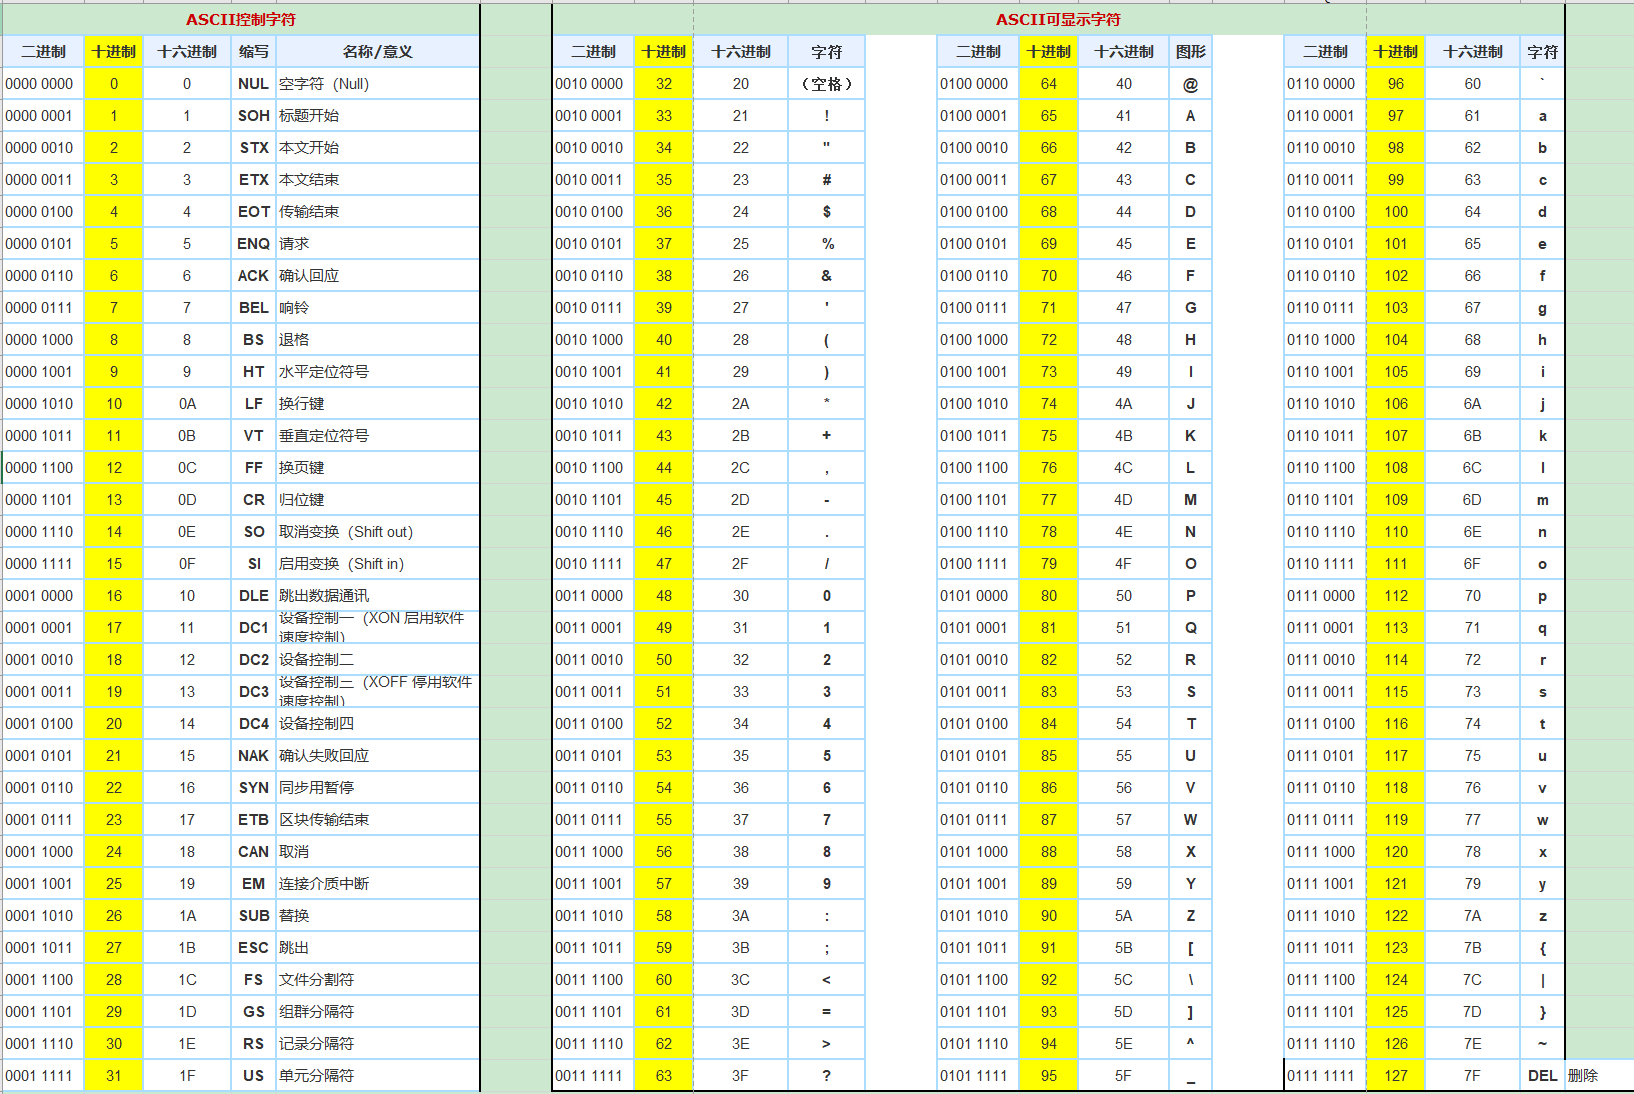 ASCII控制字符 ASCII可显示字符
二进制 十进制 十六进制 缩写 名称/意义 二进制 十进制 十六进制 字符 二进制 十进制 十六进制 图形 二进制 十进制 十六进制 字符
0000 0000 0 0 NUL 空字符（Null） 0010 0000 32 20 （空格） 0100 0000 64 40 @ 0110 0000 96 60 `
0000 0001 1 1 SOH 标题开始 0010 0001 33 21 ! 0100 0001 65 41 A 0110 0001 97 61 a
0000 0010 2 2 STX 本文开始 0010 0010 34 22 " 0100 0010 66 42 B 0110 0010 98 62 b
0000 0011 3 3 ETX 本文结束 0010 0011 35 23 # 0100 0011 67 43 C 0110 0011 99 63 c
0000 0100 4 4 EOT 传输结束 0010 0100 36 24 $ 0100 0100 68 44 D 0110 0100 100 64 d
0000 0101 5 5 ENQ 请求 0010 0101 37 25 % 0100 0101 69 45 E 0110 0101 101 65 e
0000 0110 6 6 ACK 确认回应 0010 0110 38 26 & 0100 0110 70 46 F 0110 0110 102 66 f
0000 0111 7 7 BEL 响铃 0010 0111 39 27 ' 0100 0111 71 47 G 0110 0111 103 67 g
0000 1000 8 8 BS 退格 0010 1000 40 28 ( 0100 1000 72 48 H 0110 1000 104 68 h
0000 1001 9 9 HT 水平定位符号 0010 1001 41 29 ) 0100 1001 73 49 I 0110 1001 105 69 i
0000 1010 10 0A LF 换行键 0010 1010 42 2A * 0100 1010 74 4A J 0110 1010 106 6A j
0000 1011 11 0B VT 垂直定位符号 0010 1011 43 2B + 0100 1011 75 4B K 0110 1011 107 6B k
0000 1100 12 0C FF 换页键 0010 1100 44 2C , 0100 1100 76 4C L 0110 1100 108 6C l
0000 1101 13 0D CR 归位键 0010 1101 45 2D - 0100 1101 77 4D M 0110 1101 109 6D m
0000 1110 14 0E SO 取消变换（Shift out） 0010 1110 46 2E . 0100 1110 78 4E N 0110 1110 110 6E n
0000 1111 15 0F SI 启用变换（Shift in） 0010 1111 47 2F / 0100 1111 79 4F O 0110 1111 111 6F o
0001 0000 16 10 DLE 跳出数据通讯 0011 0000 48 30 0 0101 0000 80 50 P 0111 0000 112 70 p
0001 0001 17 11 DC1 设备控制一（XON 启用软件速度控制） 0011 0001 49 31 1 0101 0001 81 51 Q 0111 0001 113 71 q
0001 0010 18 12 DC2 设备控制二 0011 0010 50 32 2 0101 0010 82 52 R 0111 0010 114 72 r
0001 0011 19 13 DC3 设备控制三（XOFF 停用软件速度控制） 0011 0011 51 33 3 0101 0011 83 53 S 0111 0011 115 73 s
0001 0100 20 14 DC4 设备控制四 0011 0100 52 34 4 0101 0100 84 54 T 0111 0100 116 74 t
0001 0101 21 15 NAK 确认失败回应 0011 0101 53 35 5 0101 0101 85 55 U 0111 0101 117 75 u
0001 0110 22 16 SYN 同步用暂停 0011 0110 54 36 6 0101 0110 86 56 V 0111 0110 118 76 v
0001 0111 23 17 ETB 区块传输结束 0011 0111 55 37 7 0101 0111 87 57 W 0111 0111 119 77 w
0001 1000 24 18 CAN 取消 0011 1000 56 38 8 0101 1000 88 58 X 0111 1000 120 78 x
0001 1001 25 19 EM 连接介质中断 0011 1001 57 39 9 0101 1001 89 59 Y 0111 1001 121 79 y
0001 1010 26 1A SUB 替换 0011 1010 58 3A : 0101 1010 90 5A Z 0111 1010 122 7A z
0001 1011 27 1B ESC 跳出 0011 1011 59 3B ; 0101 1011 91 5B [ 0111 1011 123 7B {
0001 1100 28 1C FS 文件分割符 0011 1100 60 3C < 0101 1100 92 5C \ 0111 1100 124 7C |
0001 1101 29 1D GS 组群分隔符 0011 1101 61 3D = 0101 1101 93 5D ] 0111 1101 125 7D }
0001 1110 30 1E RS 记录分隔符 0011 1110 62 3E > 0101 1110 94 5E ^ 0111 1110 126 7E ~
0001 1111 31 1F US 单元分隔符 0011 1111 63 3F ? 0101 1111 95 5F _ 0111 1111 127 7F DEL 删除